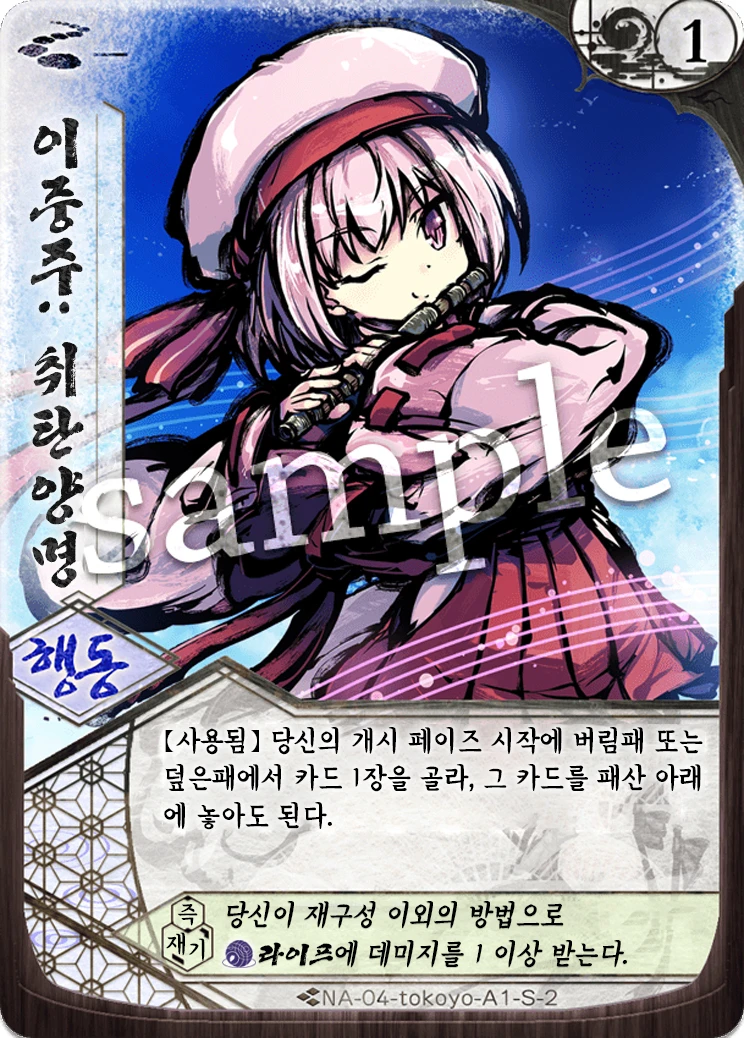 1
이중주: 취탄양명
sample
행동
【사용됨】 당신의 개시 페이즈 시작에 버림패 또는
덮은패에서 카드 1장을 골라, 그 카드를 패산 아래
에 놓아도 된다.
즉
재기
당신이 재구성 이외의 방법으로
라이프에 데미지를 1 이상 받는다.
NA-04-tokoyo-A1-S-2